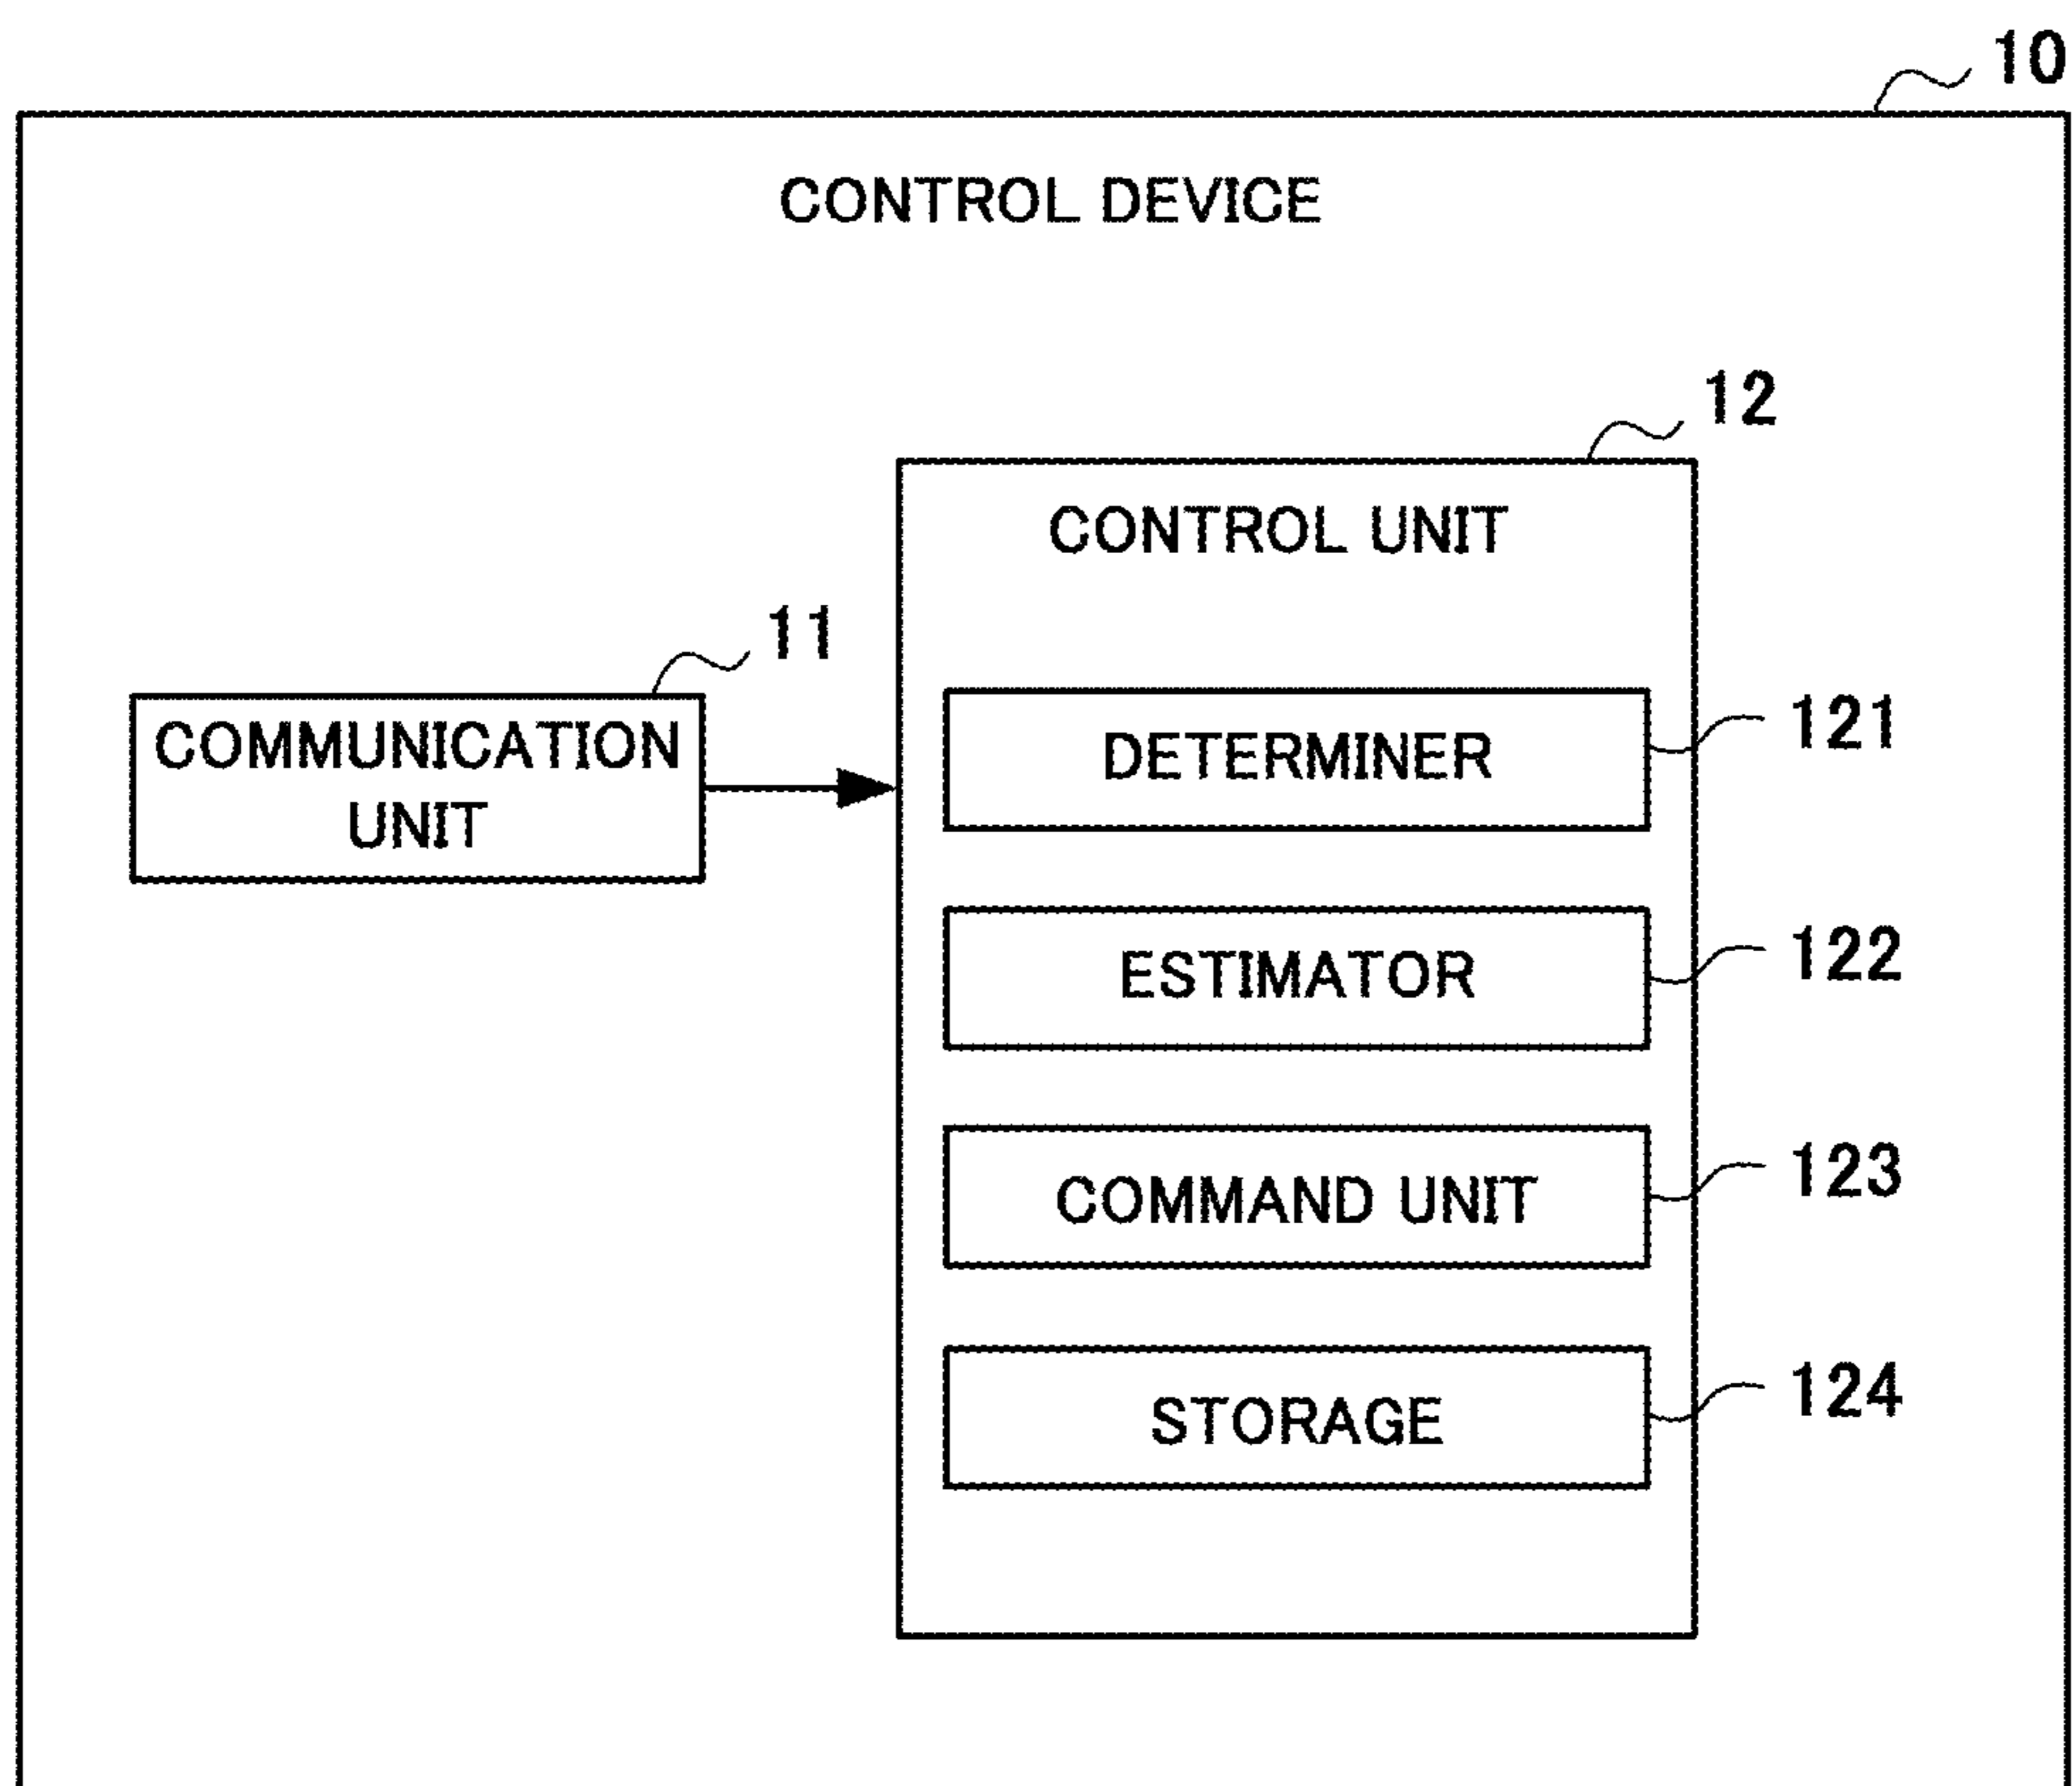 10
CONTROL DEVICE
12
CONTROL UNIT
11
COMMUNICATION
UNIT
DETERMINER
121
ESTIMATOR
122
COMMAND UNIT
123
STORAGE
124